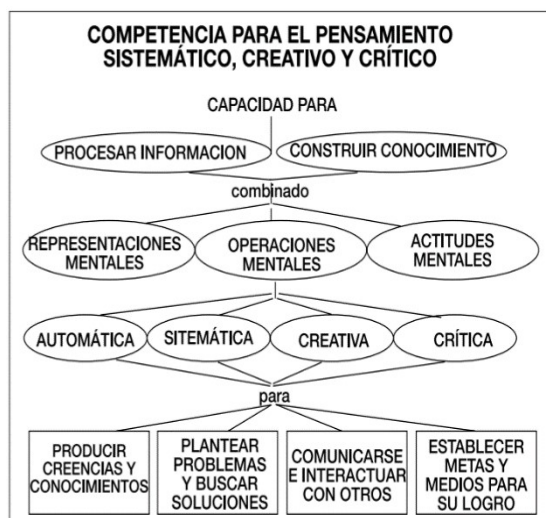 COMPETENCIA PARA EL PENSAMIENTO
SISTEMÁTICO, CREATIVO Y CRÍTICO
CAPACIDAD PARA
PROCESAR INFORMACION
CONSTRUIR CONOCIMIENTO
combinado
REPRESENTACIONES
MENTALES
OPERACIONES
MENTALES
ACTITUDES
MENTALES
AUTOMÁTICA
SITEMÁTICA
CREATIVA
CRÍTICA
para
PRODUCIR
CREENCIAS Y
CONOCIMIENTOS
PLANTEAR
PROBLEMAS
Y BUSCAR
SOLUCIONES
COMUNICARSE
E INTERACTUAR
CON OTROS
ESTABLECER
METAS Y
MEDIOS PARA
SU LOGRO